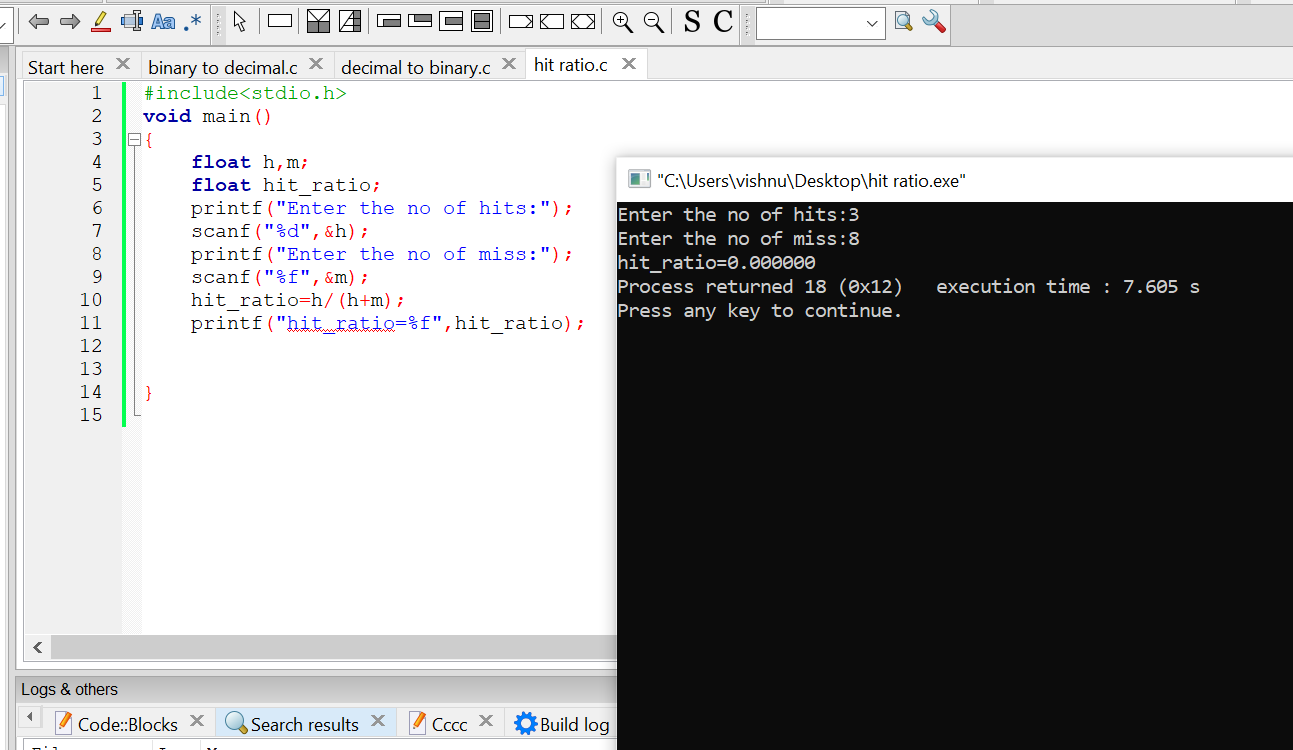 Aa .* S C
Start here binary to decimal.c decimal to binary.c hit ratio.c
1 #include<stdio.h>
2 void main()
3 {
4 float h,m;
5 float hit_ratio;
6 printf("Enter the no of hits:");
7 scanf("%d",&h);
8 printf("Enter the no of miss:");
9 scanf("%f",&m);
10 hit_ratio=h/(h+m);
11 printf("hit_ratio=%f",hit_ratio);
12
13
14 }
15
"C:\Users\vishnu\Desktop\hit ratio.exe"
Enter the no of hits:3
Enter the no of miss:8
hit_ratio=0.000000
Process returned 18 (0x12) execution time : 7.605 s
Press any key to continue.
Logs & others
Code::Blocks Search results Cccc Build log